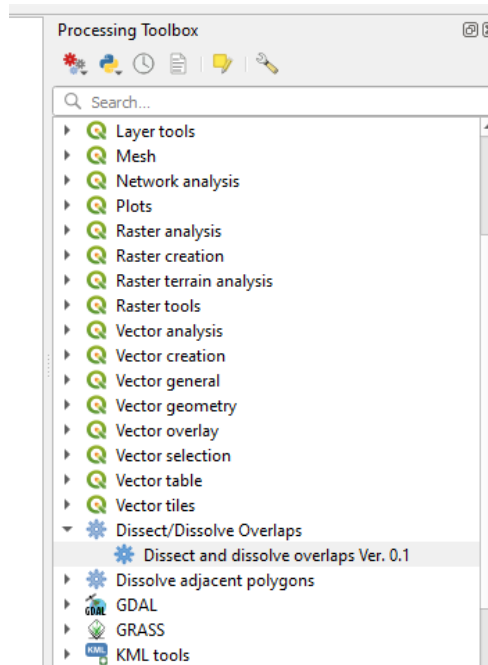 Processing Toolbox
Search...
Layer tools
Mesh
Network analysis
Plots
Raster analysis
Raster creation
Raster terrain analysis
Raster tools
Vector analysis
Vector creation
Vector general
Vector geometry
Vector overlay
Vector selection
Vector table
Vector tiles
Dissect/Dissolve Overlaps
Dissect and dissolve overlaps Ver. 0.1
Dissolve adjacent polygons
GDAL GDAL
GRASS
KML KML tools